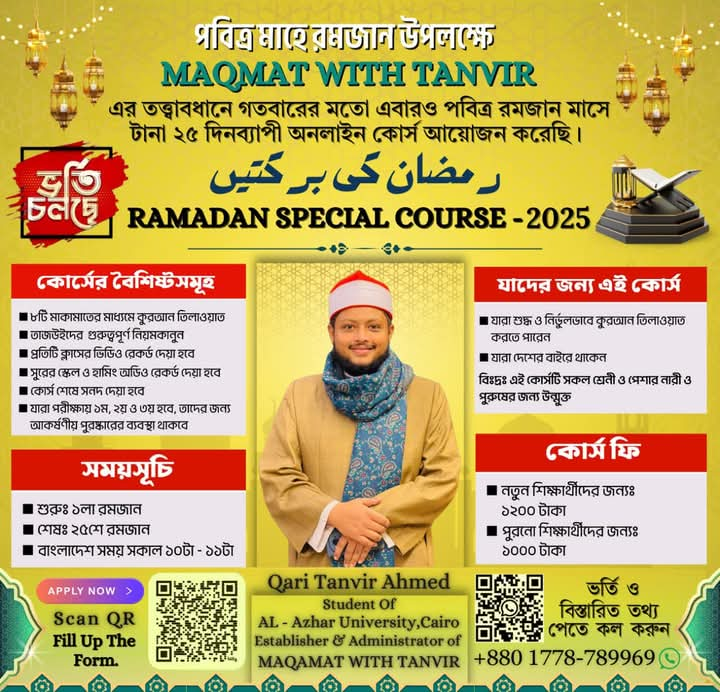 পবিত্র মাহে রমজান উপলক্ষে
MAQMAT WITH TANVIR
এর তত্ত্বাবধানে গতবারের মতো এবারও পবিত্র রমজান মাসে
টানা ২৫ দিনব্যাপী অনলাইন কোর্স আয়োজন করেছি।
ভর্তি
চলছে
رمضان کی برکتیں
RAMADAN SPECIAL COURSE -2025
কোর্সের বৈশিষ্টসমূহ
■ ৮টি মাকামাতের মাধ্যমে কুরআন তিলাওয়াত
■ তাজউইদের গুরুত্বপূর্ণ নিয়মকানুন
■ প্রতিটি ক্লাসের ভিডিও রেকর্ড দেয়া হবে
■ সুরের স্কেল ও হামিং অডিও রেকর্ড দেয়া হবে
■ কোর্স শেষে সনদ দেয়া হবে
■ যারা পরীক্ষায় ১ম, ২য় ও ৩য় হবে, তাদের জন্য
আকর্ষণীয় পুরস্কারের ব্যবস্থা থাকবে
সময়সূচি
■ শুরুঃ ১লা রমজান
■ শেষঃ ২৫শে রমজান
■ বাংলাদেশ সময় সকাল ১০টা - ১১টা
যাদের জন্য এই কোর্স
■ যারা শুদ্ধ ও নির্ভুলভাবে কুরআন তিলাওয়াত
করতে পারেন
■ যারা দেশের বাইরে থাকেন
বিঃদ্রঃ এই কোর্সটি সকল শ্রেনী ও পেশার নারী ও
পুরুষের জন্য উন্মুক্ত
কোর্স ফি
■ নতুন শিক্ষার্থীদের জন্যঃ
১২০০ টাকা
■ পুরনো শিক্ষার্থীদের জন্যঃ
১০০০ টাকা
APPLY NOW >
Scan QR
Fill Up The
Form.
Qari Tanvir Ahmed
Student Of
AL - Azhar University,Cairo
Establisher & Administrator of
MAQAMAT WITH TANVIR
ভর্তি ও
বিস্তারিত তথ্য
পেতে কল করুন
+880 1778-789969